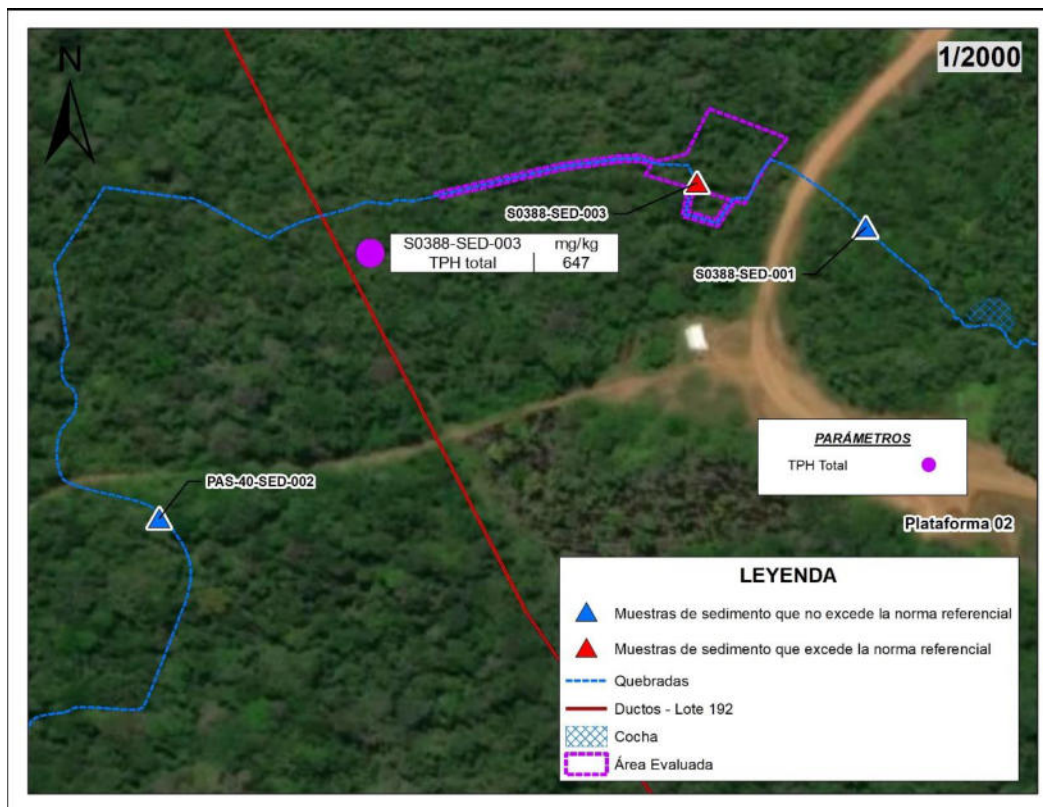 1/2000
N
S0388-SED-003
S0388-SED-003 mg/kg
TPH total 647
S0388-SED-001
PARÁMETROS
TPH Total
PAS-40-SED-002
Plataforma 02
LEYENDA
Muestras de sedimento que no excede la norma referencial
Muestras de sedimento que excede la norma referencial
Quebradas
Ductos - Lote 192
Cocha
Área Evaluada